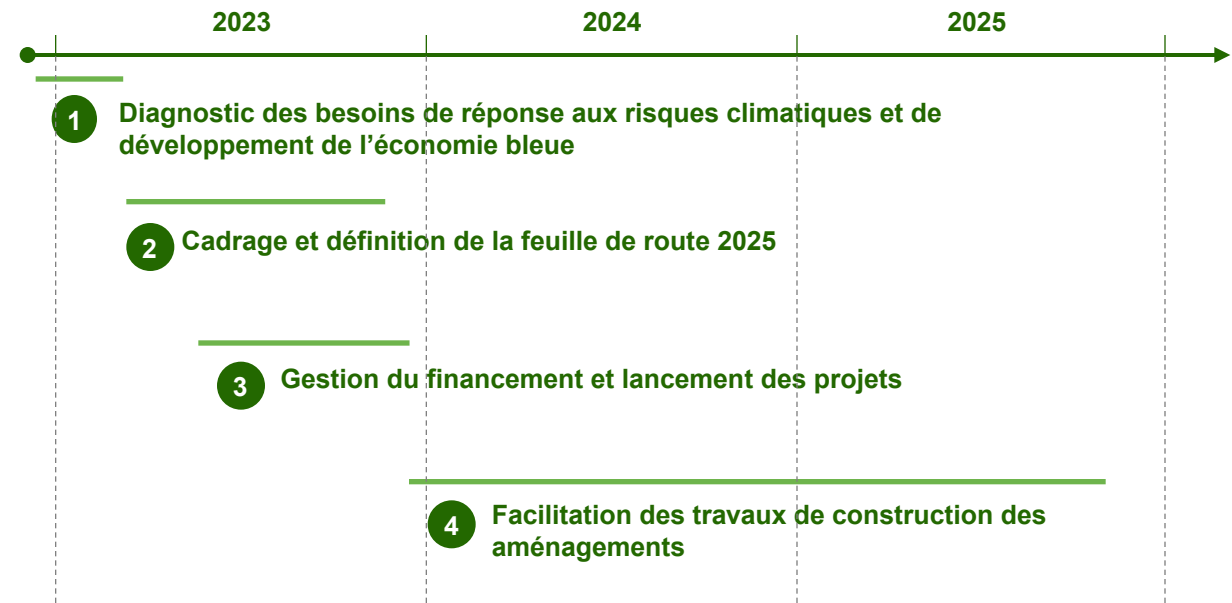 2023 2024 2025
1 Diagnostic des besoins de réponse aux risques climatiques et de
développement de l’économie bleue
2 Cadrage et définition de la feuille de route 2025
3 Gestion du financement et lancement des projets
4 Facilitation des travaux de construction des
aménagements